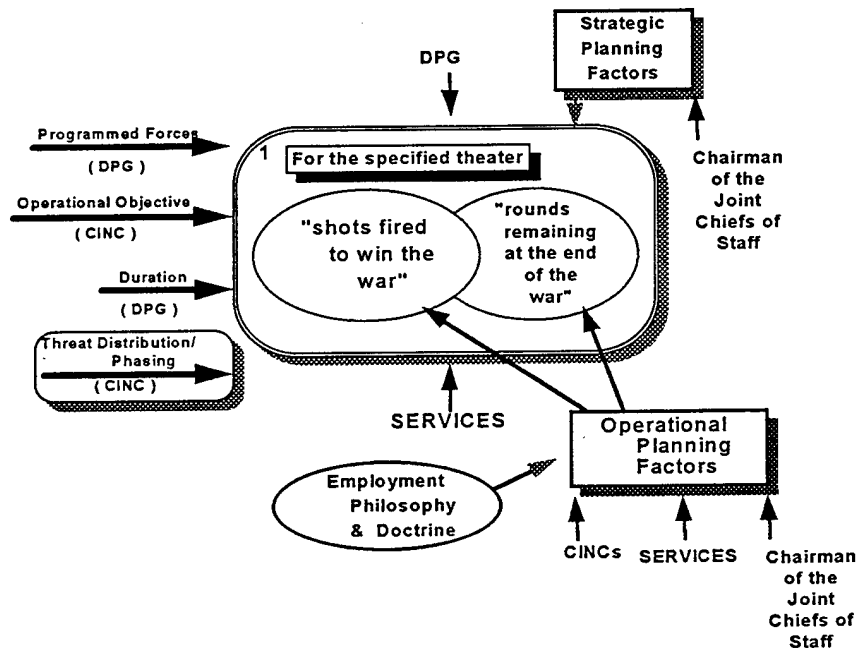 Strategic
Planning
Factors
DPG
Programmed Forces
( DPG )
Operational Objective
( CINC )
Duration
( DPG )
Threat Distribution/
Phasing
( CINC )
1
For the specified theater
"shots fired
to win the
war"
"rounds
remaining
at the end
of the
war"
Chairman
of the
Joint
Chiefs of
Staff
SERVICES
Operational
Planning
Factors
Employment
Philosophy
& Doctrine
CINCs
SERVICES
Chairman
of the
Joint
Chiefs of
Staff